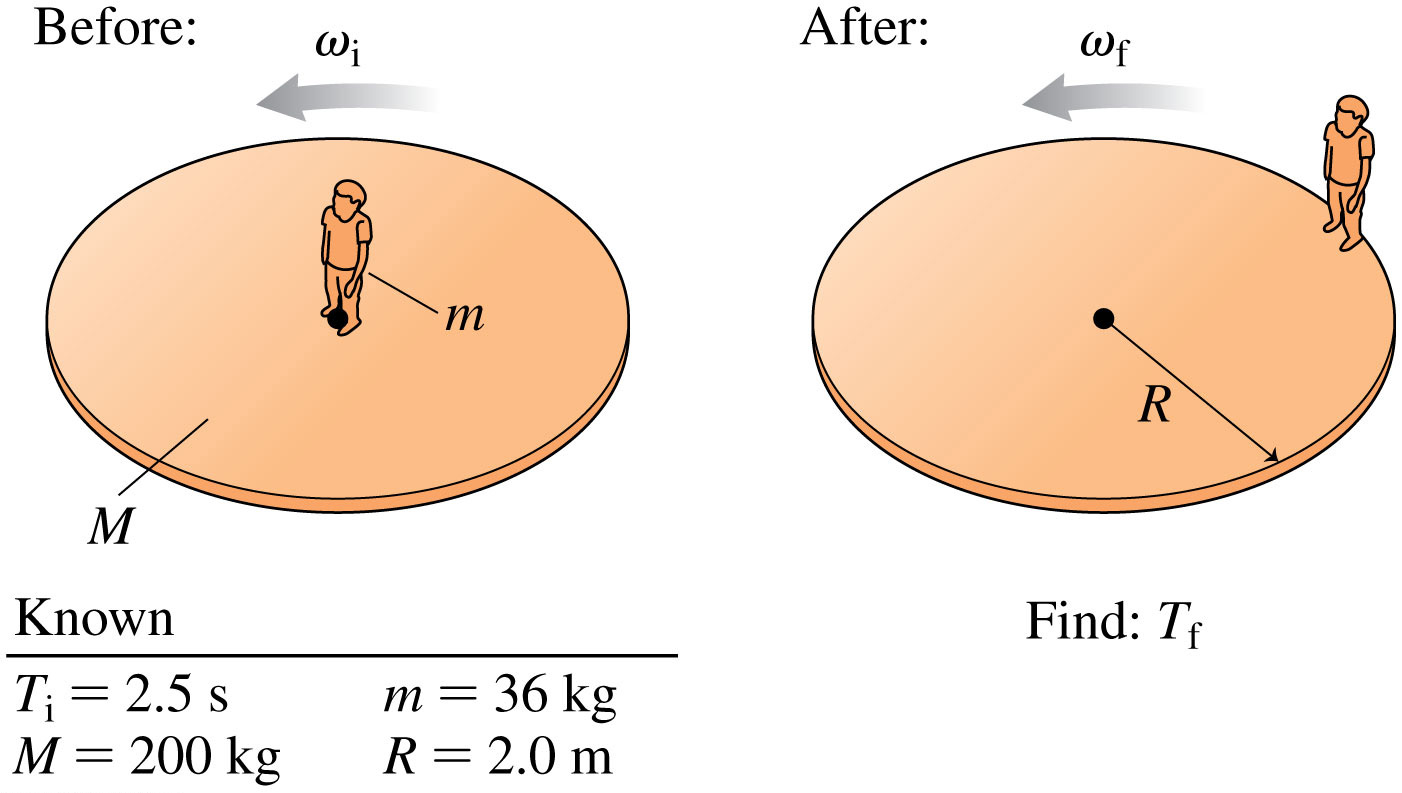 Before:
ωi
m
M
After:
ωf
R
Known
Ti = 2.5 s m = 36 kg
M = 200 kg R = 2.0 m
Find: Tf